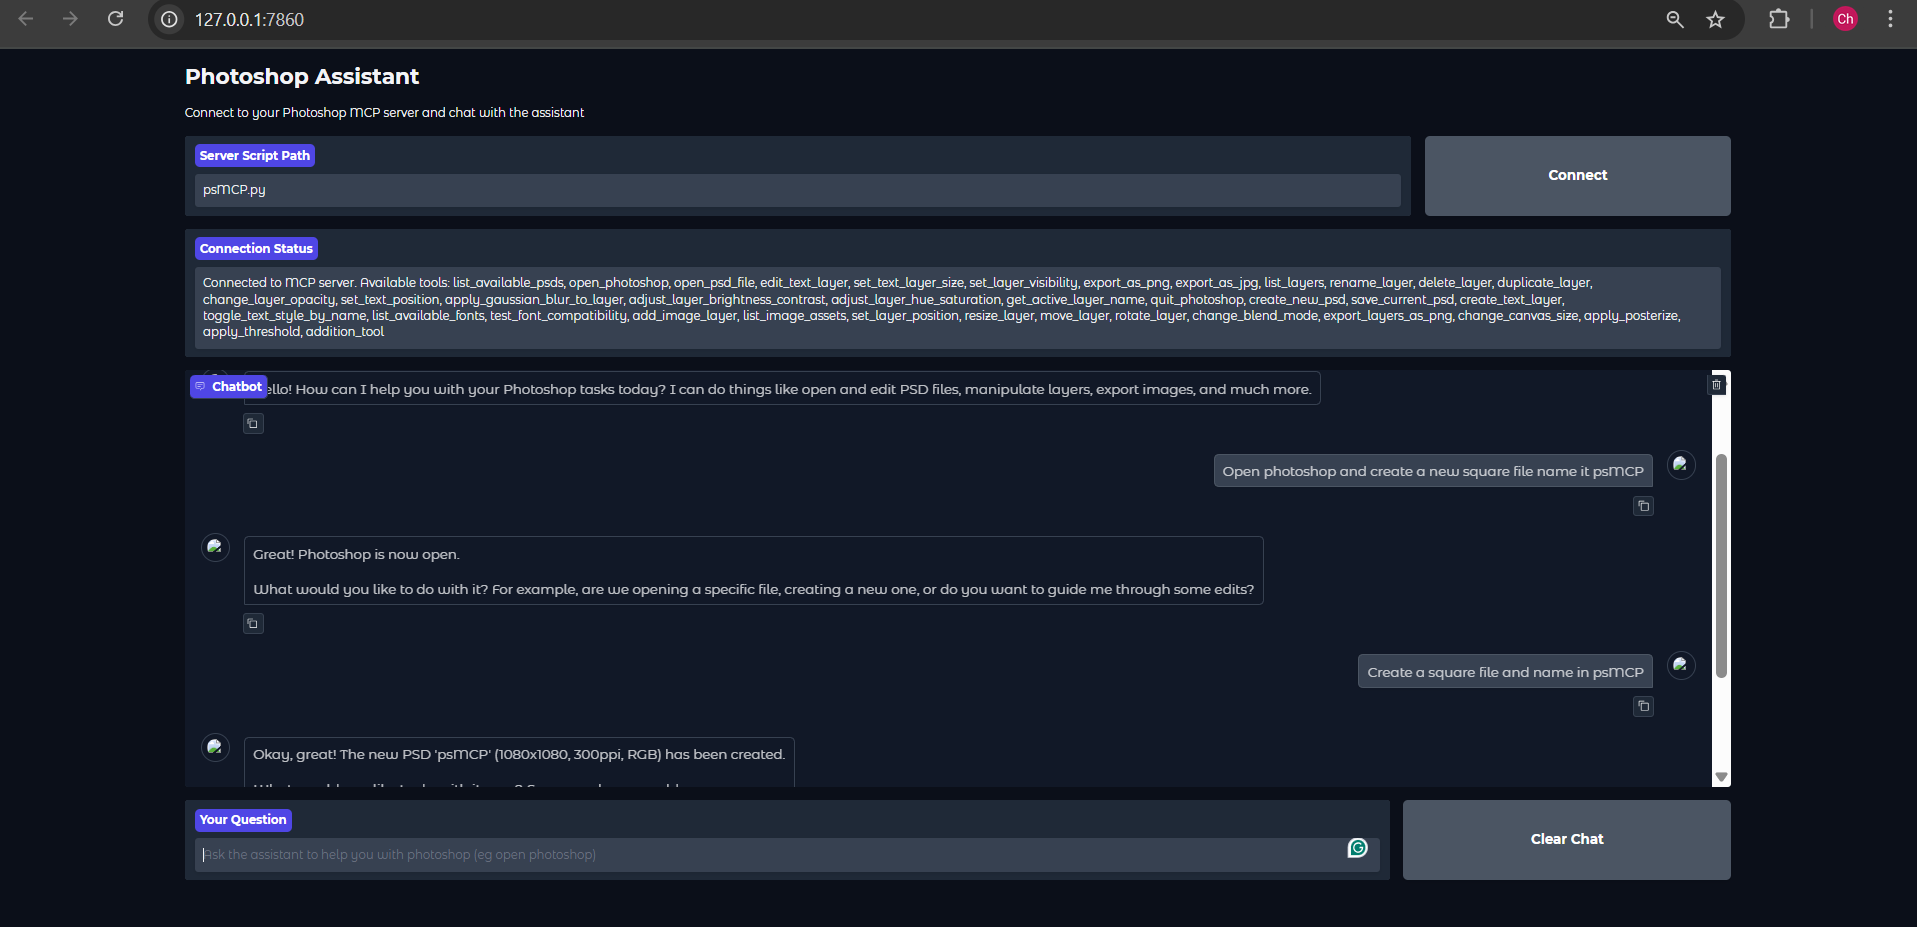 127.0.0.1:7860
Ch
Photoshop Assistant
Connect to your Photoshop MCP server and chat with the assistant
Server Script Path
psMCP.py
Connect
Connection Status
Connected to MCP server. Available tools: list_available_psds, open_photoshop, open_psd_file, edit_text_layer, set_text_layer_size, set_layer_visibility, export_as_png, export_as_jpg, list_layers, rename_layer, delete_layer, duplicate_layer,
change_layer_opacity, set_text_position, apply_gaussian_blur_to_layer, adjust_layer_brightness_contrast, adjust_layer_hue_saturation, get_active_layer_name, quit_photoshop, create_new_psd, save_current_psd, create_text_layer,
toggle_text_style_by_name, list_available_fonts, test_font_compatibility, add_image_layer, list_image_assets, set_layer_position, resize_layer, move_layer, rotate_layer, change_blend_mode, export_layers_as_png, change_canvas_size, apply_posterize,
apply_threshold, addition_tool
Chatbot
ello! How can I help you with your Photoshop tasks today? I can do things like open and edit PSD files, manipulate layers, export images, and much more.
Open photoshop and create a new square file name it psMCP
Great! Photoshop is now open.
What would you like to do with it? For example, are we opening a specific file, creating a new one, or do you want to guide me through some edits?
Create a square file and name in psMCP
Okay, great! The new PSD 'psMCP' (1080x1080, 300ppi, RGB) has been created.
Your Question
Ask the assistant to help you with photoshop (eg open photoshop)
Clear Chat